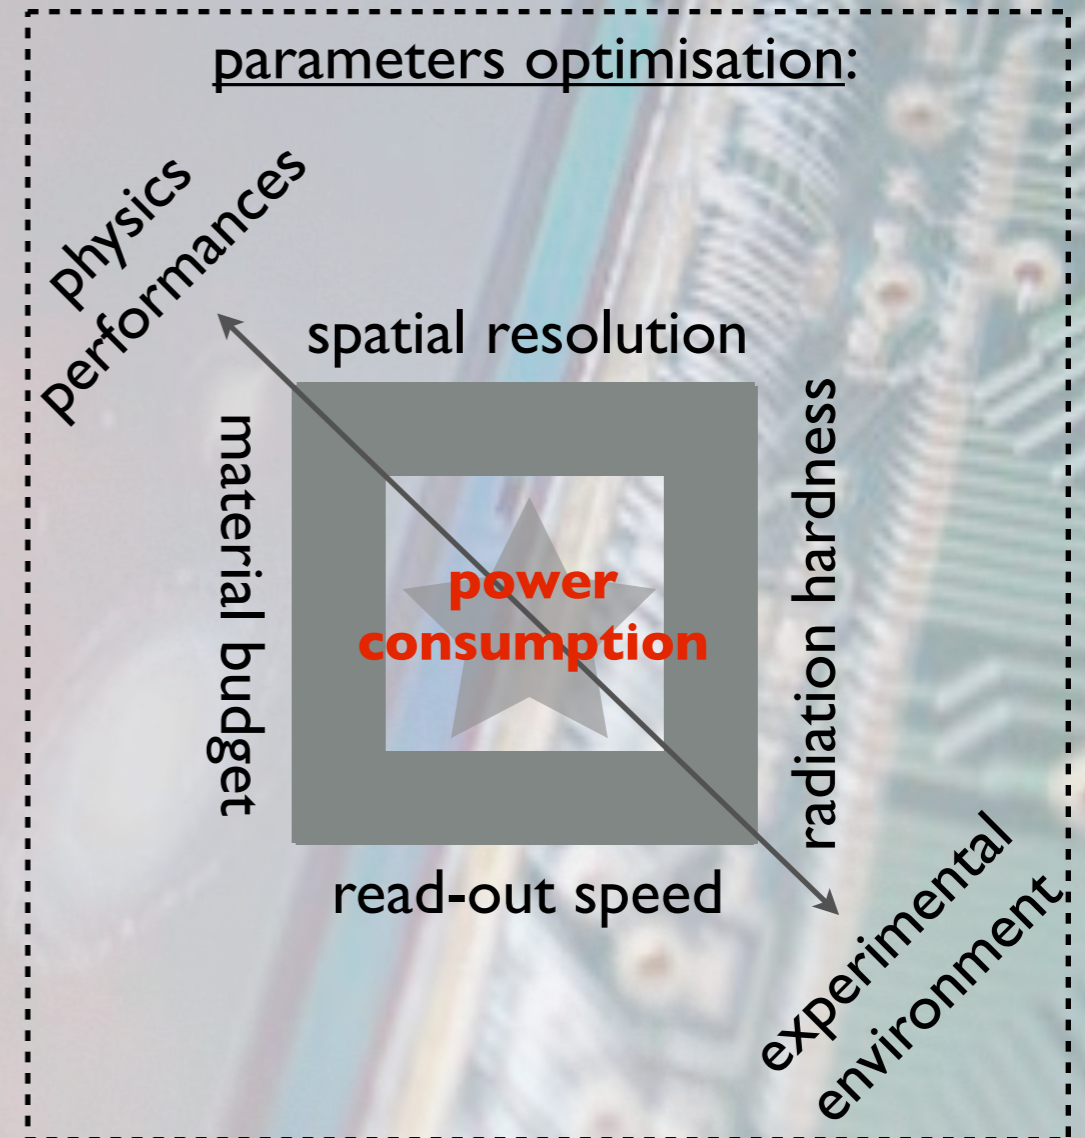 parameters optimisation:
physics
performances
spatial resolution
material budget
radiation hardness
power
consumption
read-out speed
experimental
environment